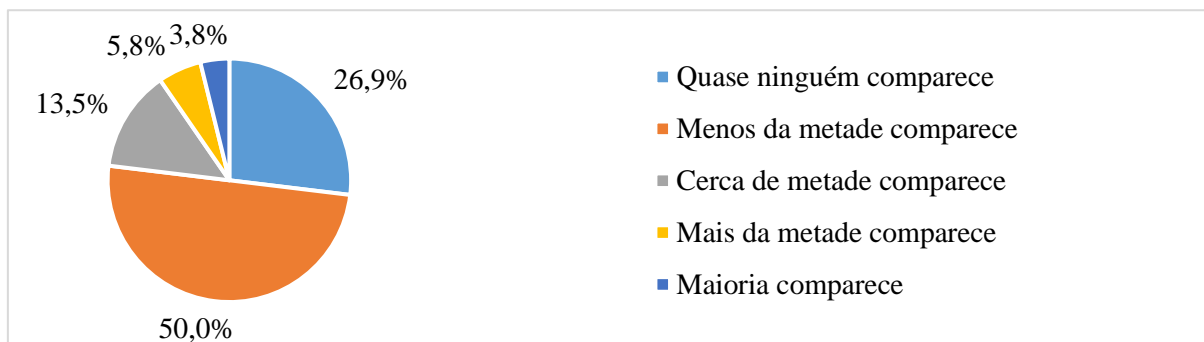 5,8%
3,8%
13,5%
26,9%
50,0%
Quase ninguém comparece
Menos da metade comparece
Cerca de metade comparece
Mais da metade comparece
Maioria comparece